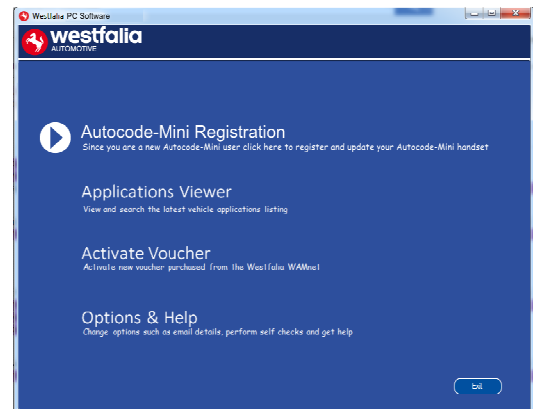 Westfalia PC Software
westfalia
AUTOMOTIVE
Autocode-Mini Registration
Since you are a new Autocode-Mini user click here to register and update your Autocode-Mini handset
Applications Viewer
View and search the latest vehicle applications listing
Activate Voucher
Activate new voucher purchased from the Westfalia WAMnet
Options & Help
Change options such as email details, perform self checks and get help
Exit